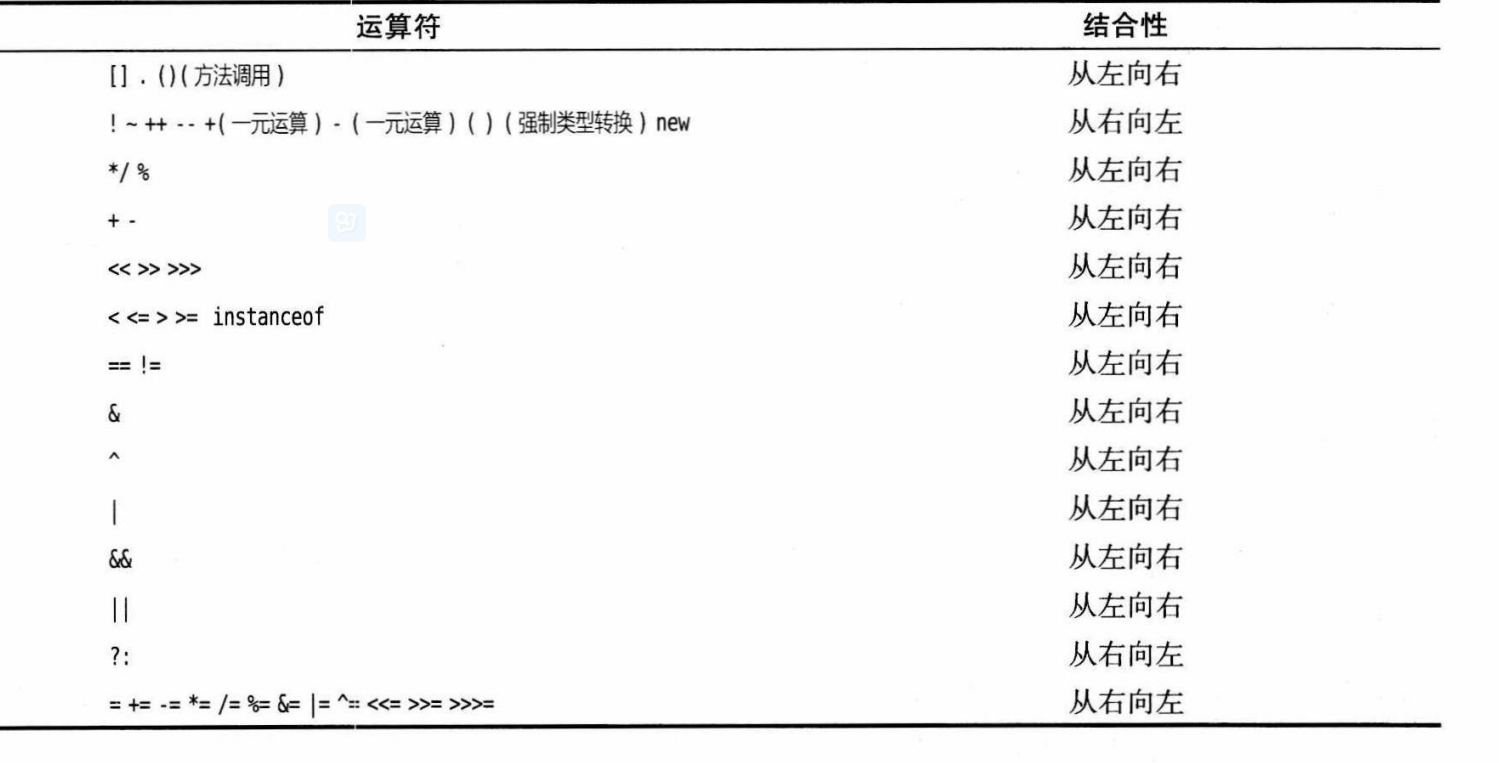 运算符 结合性
[] . ()(方法调用) 从左向右
! ~ ++ -- +(一元运算) - (一元运算) ( ) (强制类型转换) new 从右向左
*/ % 从左向右
+ - 从左向右
<< >> >>> 从左向右
< <= > >= instanceof 从左向右
== != 从左向右
& 从左向右
^ 从左向右
| 从左向右
&& 从左向右
|| 从左向右
?: 从右向左
= += -= *= /= %= &= |= ^= <<= >>= >>>= 从右向左